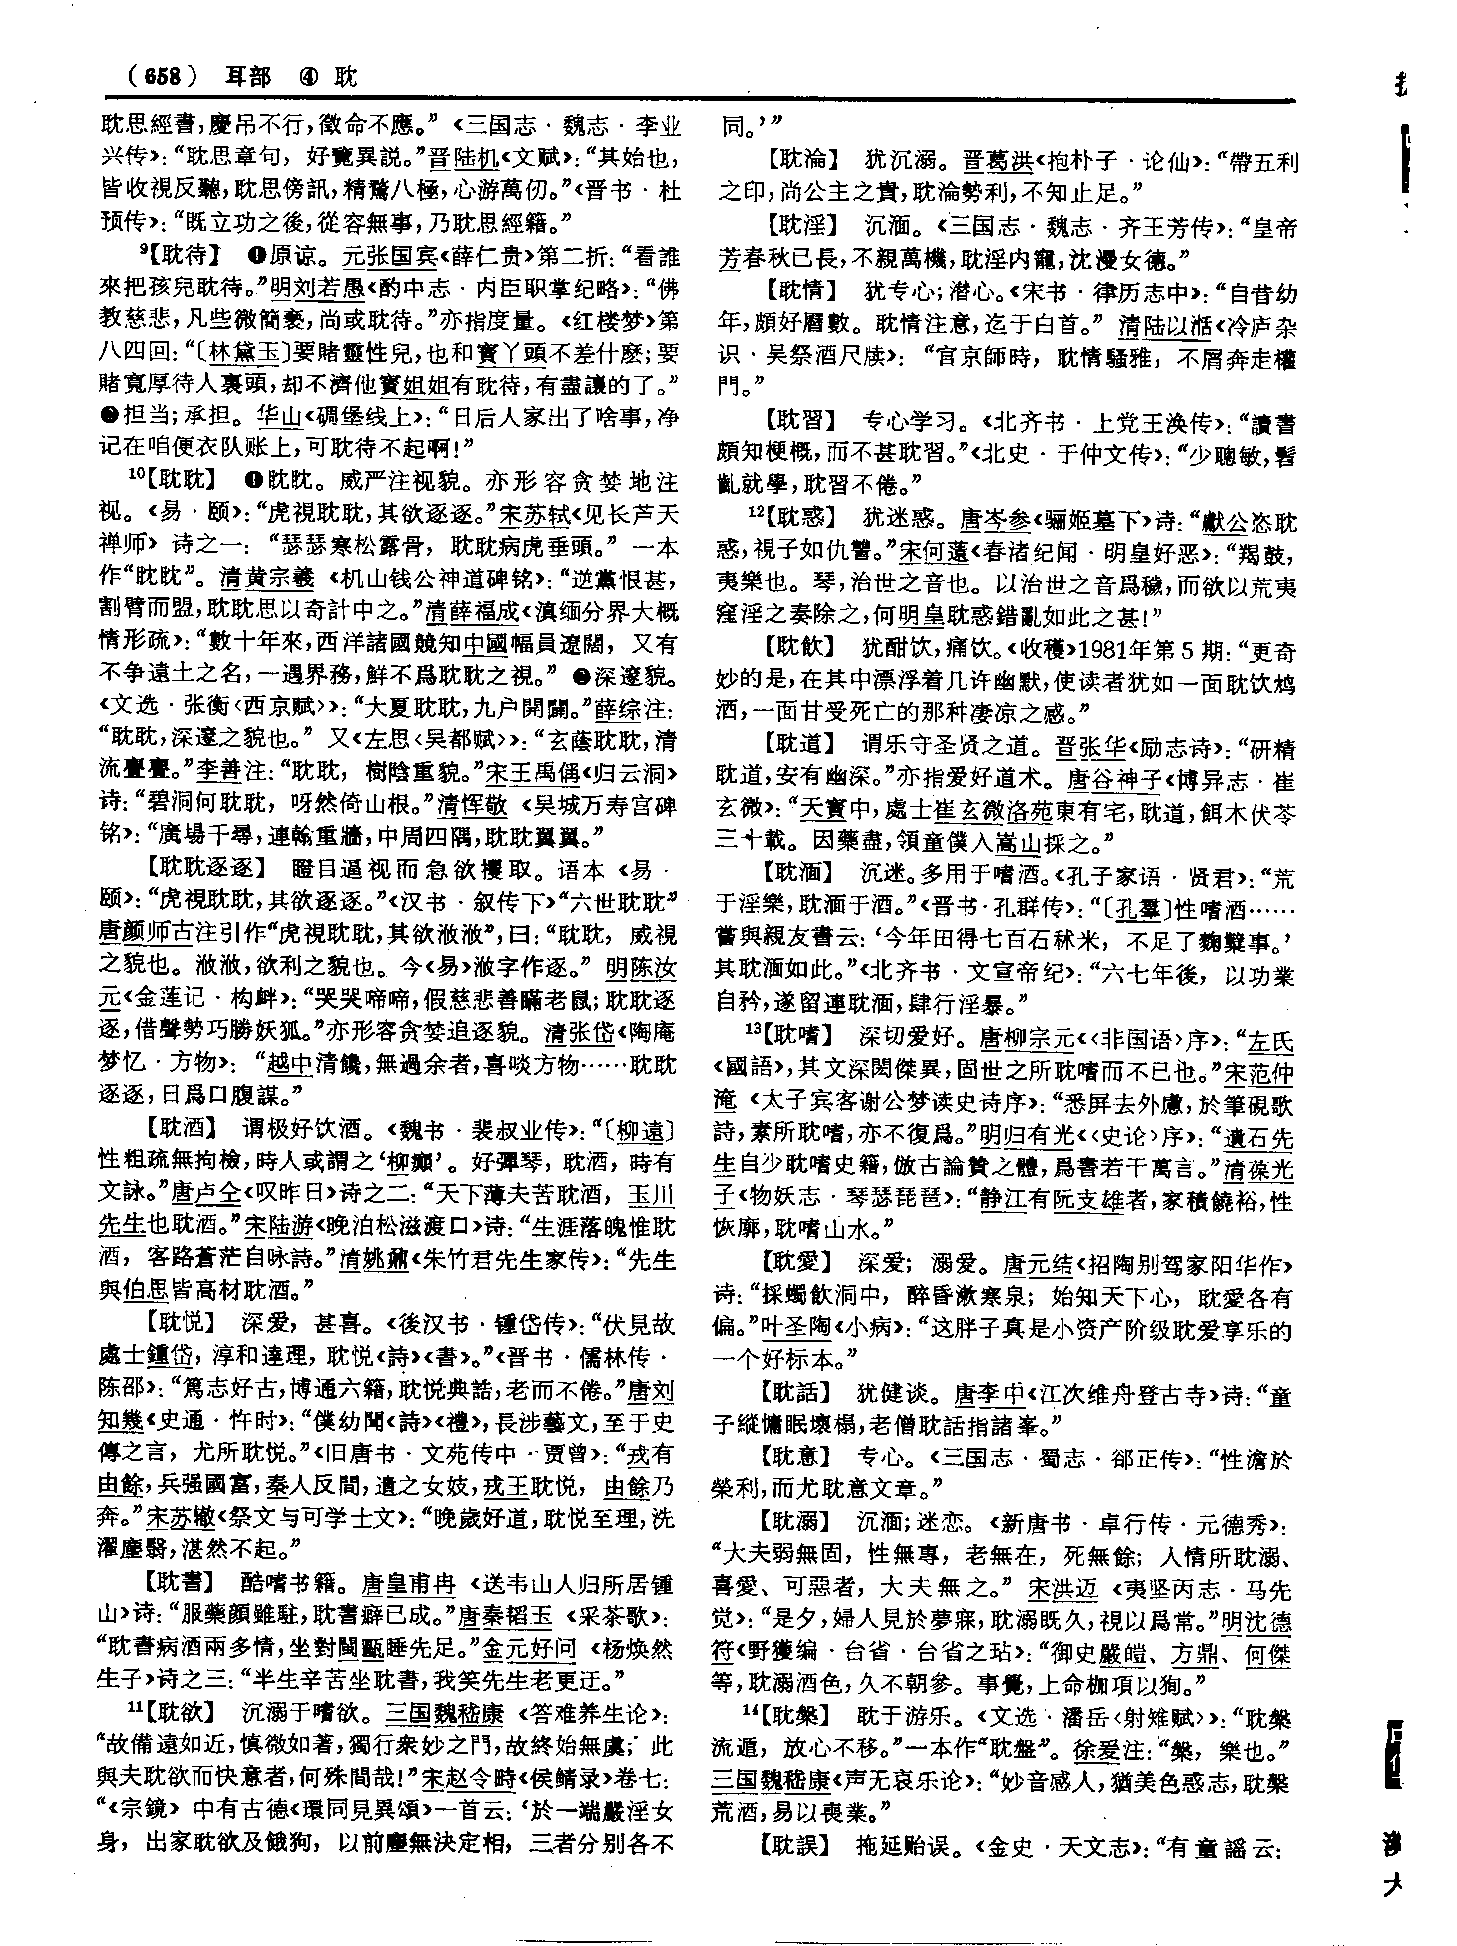 （658） 耳部 ④ 耽
耽思經書，慶吊不行，徵命不應。”《三国志·魏志·李业
兴传》：“耽思章句，好覔異説。”晋陆机《文赋》：“其始也，
皆收視反聽，耽思傍訊，精騖八極，心游萬仞。”《晋书·杜
预传》：“既立功之後，從容無事，乃耽思經籍。”
9【耽待】 ❶原谅。元张国宾《薛仁贵》第二折：“看誰
來把孩兒耽待。”明刘若愚《酌中志·内臣职掌纪略》：“佛
教慈悲，凡些微簡褻，尚或耽待。”亦指度量。《红楼梦》第
八四回：“〔林黛玉〕要賭靈性兒，也和寳丫頭不差什麽；要
賭寬厚待人裏頭，却不濟他寳姐姐有耽待，有盡讓的了。”
❷担当；承担。华山《碉堡线上》：“日后人家出了啥事，净
记在咱便衣队账上，可耽待不起啊！”
10【耽耽】 ❶眈眈。威严注视貌。亦形容贪婪地注
视。《易·颐》：“虎視耽耽，其欲逐逐。”宋苏轼《见长芦天
禅师》诗之一：“瑟瑟寒松露骨，耽耽病虎垂頭。”一本
作“眈眈”。清黄宗羲《机山钱公神道碑铭》：“逆黨恨甚，
割臂而盟，耽耽思以奇計中之。”清薛福成《滇缅分界大概
情形疏》：“數十年來，西洋諸國競知中國幅員遼闊，又有
不争遠土之名，一遇界務，鮮不爲耽耽之視。”❷深邃貌。
《文选·张衡〈西京赋〉》：“大夏耽耽，九户開闢。”薛综注：
“耽耽，深邃之貌也。”又《左思〈吴都赋〉》：“玄蔭耽耽，清
流亹亹。”李善注：“耽耽，樹陰重貌。”宋王禹偁《归云洞》
诗：“碧洞何耽耽，呀然倚山根。”清恽敬《吴城万寿宫碑
铭》：“廣場千尋，連翰重牆，中周四隅，耽耽翼翼。”
【耽耽逐逐】 瞪目逼视而急欲攫取。语本《易·
颐》：“虎視耽耽，其欲逐逐。”《汉书·叙传下》“六世耽耽”
唐颜师古注引作“虎視耽耽，其欲浟浟”，曰：“耽耽，威視
之貌也。浟浟，欲利之貌也。今《易》浟字作逐。”明陈汝
元《金莲记·构衅》：“哭哭啼啼，假慈悲善瞞老鼠；耽耽逐
逐，借聲勢巧勝妖狐。”亦形容贪婪追逐貌。清张岱《陶庵
梦忆·方物》：“越中清饞，無過余者，喜啖方物……耽耽
逐逐，日爲口腹謀。”
【耽酒】 谓极好饮酒。《魏书·裴叔业传》：“〔柳遠〕
性粗疏無拘檢，時人或謂之‘柳癲’。好彈琴，耽酒，時有
文詠。”唐卢仝《叹昨日》诗之二：“天下薄夫苦耽酒，玉川
先生也耽酒。”宋陆游《晚泊松滋渡口》诗：“生涯落魄惟耽
酒，客路蒼茫自咏詩。”清姚鼐《朱竹君先生家传》：“先生
與伯思皆高材耽酒。”
【耽悦】 深爱，甚喜。《後汉书·锺岱传》：“伏見故
處士鍾岱，淳和達理，耽悦《詩》《書》。”《晋书·儒林传·
陈邵》：“篤志好古，博通六籍，耽悦典誥，老而不倦。”唐刘
知幾《史通·忤时》：“僕幼聞《詩》《禮》，長涉藝文，至于史
傳之言，尤所耽悦。”《旧唐书·文苑传中·贾曾》：“戎有
由餘，兵强國富，秦人反間，遺之女妓，戎王耽悦，由餘乃
奔。”宋苏辙《祭文与可学士文》：“晚歲好道，耽悦至理，洗
濯塵翳，湛然不起。”
【耽書】 酷嗜书籍。唐皇甫冉《送韦山人归所居锺
山》诗：“服藥顔雖駐，耽書癖已成。”唐秦韬玉《采茶歌》：
“耽書病酒兩多情，坐對閩甌睡先足。”金元好问《杨焕然
生子》诗之三：“半生辛苦坐耽書，我笑先生老更迂。”
11【耽欲】 沉溺于嗜欲。三国魏嵇康《答难养生论》：
“故備遠如近，慎微如著，獨行衆妙之門，故終始無虞；此
與夫耽欲而快意者，何殊間哉！”宋赵令畤《侯鲭录》卷七：
“《宗鏡》中有古德《環同見異頌》一首云：‘於一端嚴淫女
身，出家耽欲及餓狗，以前塵無決定相，三者分别各不
同。’”
【耽淪】 犹沉溺。晋葛洪《抱朴子·论仙》：“帶五利
之印，尚公主之貴，耽淪勢利，不知止足。”
【耽淫】 沉湎。《三国志·魏志·齐王芳传》：“皇帝
芳春秋已長，不親萬機，耽淫内寵，沈漫女德。”
【耽情】 犹专心；潜心。《宋书·律历志中》：“自昔幼
年，頗好曆數。耽情注意，迄于白首。”清陆以湉《冷庐杂
识·吴祭酒尺牍》：“官京師時，耽情騷雅，不屑奔走權
門。”
【耽習】 专心学习。《北齐书·上党王涣传》：“讀書
頗知梗概，而不甚耽習。”《北史·于仲文传》：“少聰敏，髫
齓就學，耽習不倦。”
12【耽惑】 犹迷惑。唐岑参《骊姬墓下》诗：“獻公恣耽
惑，視子如仇讐。”宋何薳《春渚纪闻·明皇好恶》：“羯鼓，
夷樂也。琴，治世之音也。以治世之音爲穢，而欲以荒夷
窪淫之奏除之，何明皇耽惑錯亂如此之甚！”
【耽飲】 犹酣饮，痛饮。《收穫》1981年第5期：“更奇
妙的是，在其中漂浮着几许幽默，使读者犹如一面耽饮鸩
酒，一面甘受死亡的那种凄凉之感。”
【耽道】 谓乐守圣贤之道。晋张华《励志诗》：“研精
耽道，安有幽深。”亦指爱好道术。唐谷神子《博异志·崔
玄微》：“天寳中，處士崔玄微洛苑東有宅，耽道，餌木伏苓
三十載。因藥盡，領童僕入嵩山採之。”
【耽湎】 沉迷。多用于嗜酒。《孔子家语·贤君》：“荒
于淫樂，耽湎于酒。”《晋书·孔群传》：“〔孔羣〕性嗜酒……
嘗與親友書云：‘今年田得七百石秫米，不足了麴糵事。’
其耽湎如此。”《北齐书·文宣帝纪》：“六七年後，以功業
自矜，遂留連耽湎，肆行淫暴。”
13【耽嗜】 深切爱好。唐柳宗元《〈非国语〉序》：“左氏
《國語》，其文深閎傑異，固世之所耽嗜而不已也。”宋范仲
淹《太子宾客谢公梦读史诗序》：“悉屏去外慮，於筆硯歌
詩，素所耽嗜，亦不復爲。”明归有光《〈史论〉序》：“遺石先
生自少耽嗜史籍，倣古論贊之體，爲書若干萬言。”清葆光
子《物妖志·琴瑟琵琶》：“静江有阮支雄者，家積饒裕，性
恢廓，耽嗜山水。”
【耽愛】 深爱；溺爱。唐元结《招陶别驾家阳华作》
诗：“採蠋飲洞中，醉昏漱寒泉；始知天下心，耽愛各有
偏。”叶圣陶《小病》：“这胖子真是小资产阶级耽爱享乐的
一个好标本。”
【耽話】 犹健谈。唐李中《江次维舟登古寺》诗：“童
子縱慵眠壞榻，老僧耽話指諸峯。”
【耽意】 专心。《三国志·蜀志·郤正传》：“性澹於
榮利，而尤耽意文章。”
【耽溺】 沉湎；迷恋。《新唐书·卓行传·元德秀》：
“大夫弱無固，性無專，老無在，死無餘；人情所耽溺、
喜愛、可惡者，大夫無之。”宋洪迈《夷坚丙志·马先
觉》：“是夕，婦人見於夢寐，耽溺既久，視以爲常。”明沈德
符《野獲编·台省·台省之玷》：“御史嚴皚、方鼎、何傑
等，耽溺酒色，久不朝參。事覺，上命枷項以狥。”
14【耽槃】 耽于游乐。《文选·潘岳〈射雉赋〉》：“耽槃
流遁，放心不移。”一本作“耽盤”。徐爰注：“槃，樂也。”
三国魏嵇康《声无哀乐论》：“妙音感人，猶美色惑志，耽槃
荒酒，易以喪業。”
【耽誤】 拖延贻误。《金史·天文志》：“有童謡云：